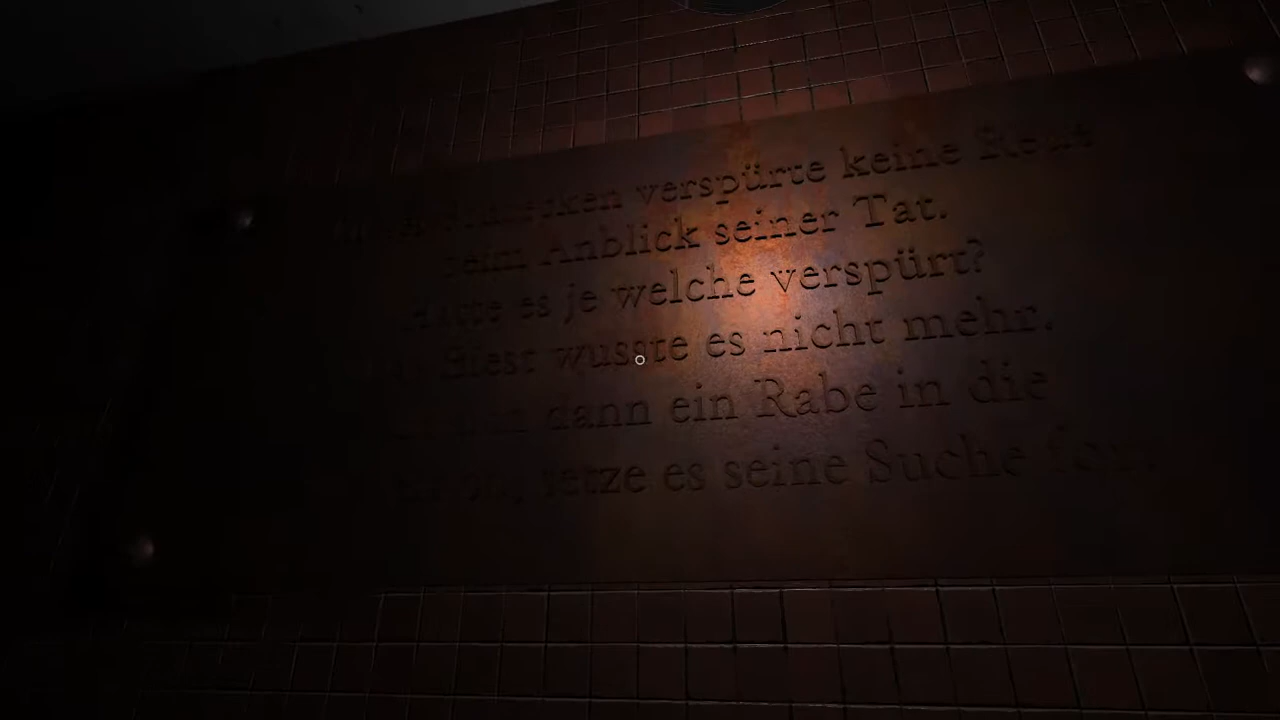 verspürte keine
Anblick seiner Tat.
es je welche verspürt?
Biest wusste es nicht mehr.
dann ein Rabe in die
setze es seine Suche